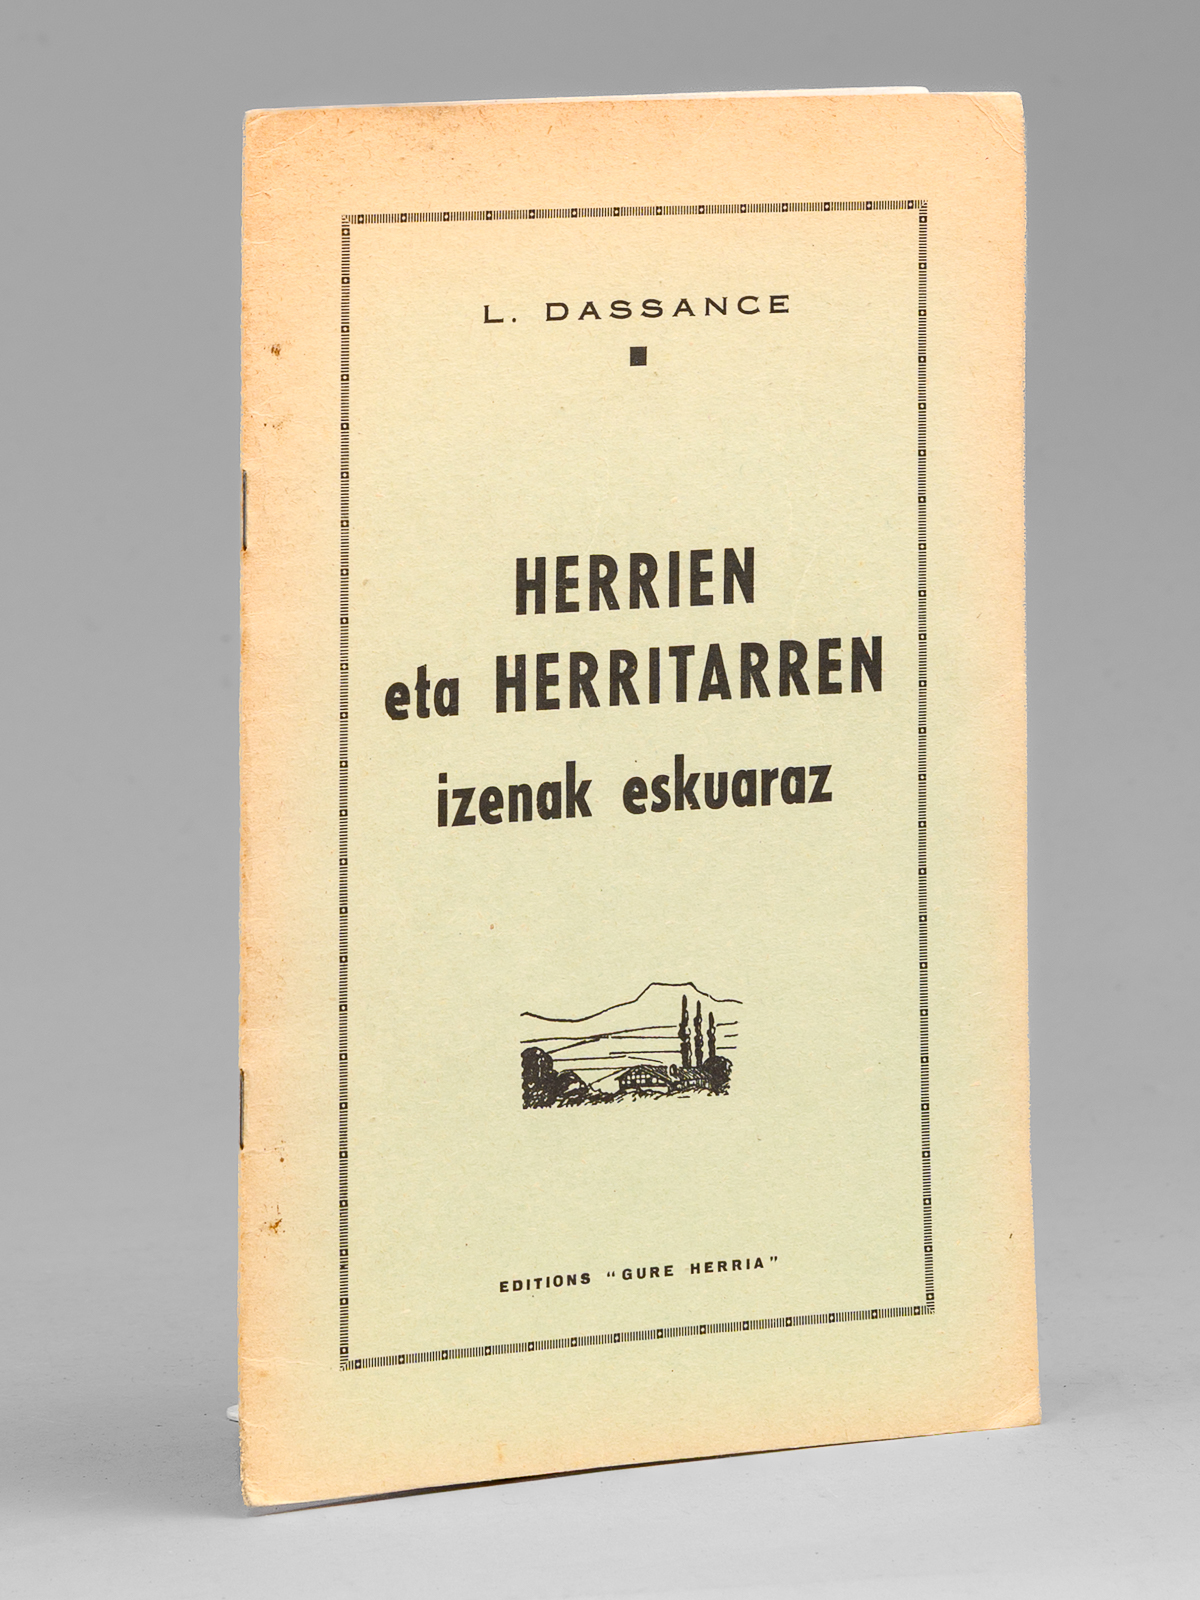 L. DASSANCE
HERRIEN
eta HERRITARREN
izenak eskuaraz
EDITIONS "GURE HERRIA"